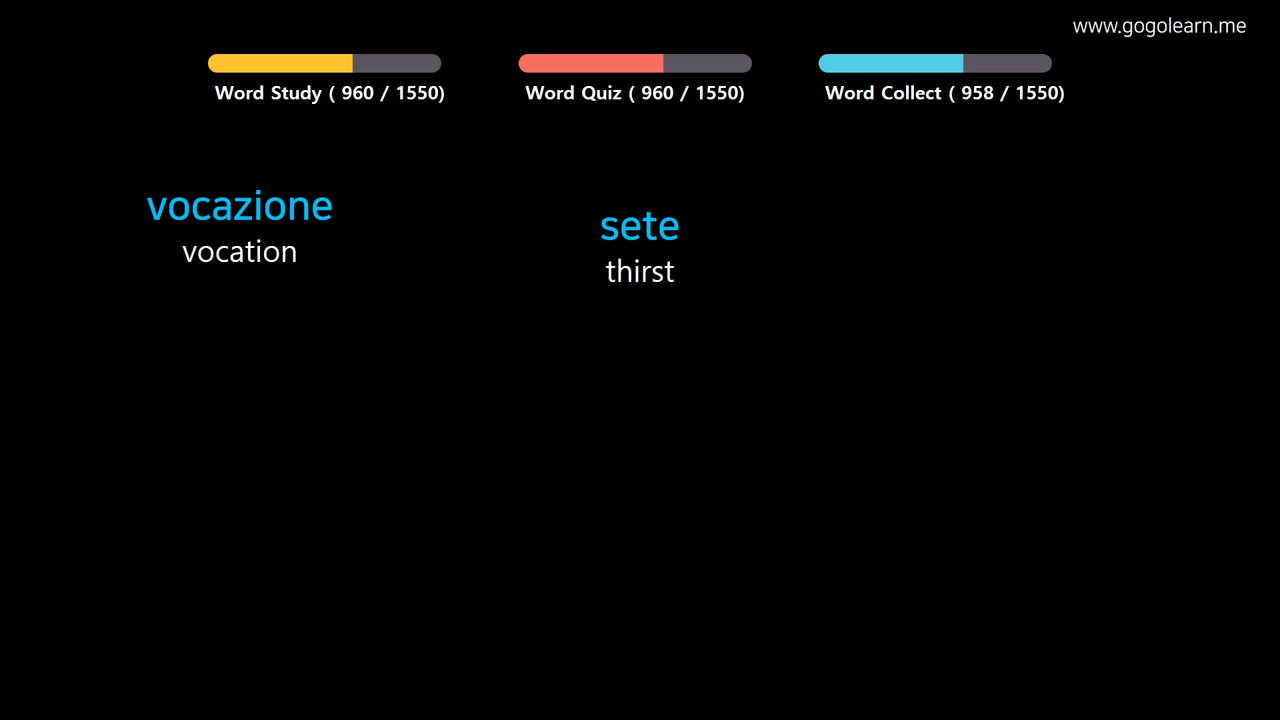 www.gogolearn.me
Word Study ( 960 / 1550)
Word Quiz ( 960 / 1550)
Word Collect ( 958 / 1550)
vocazione
vocation
sete
thirst